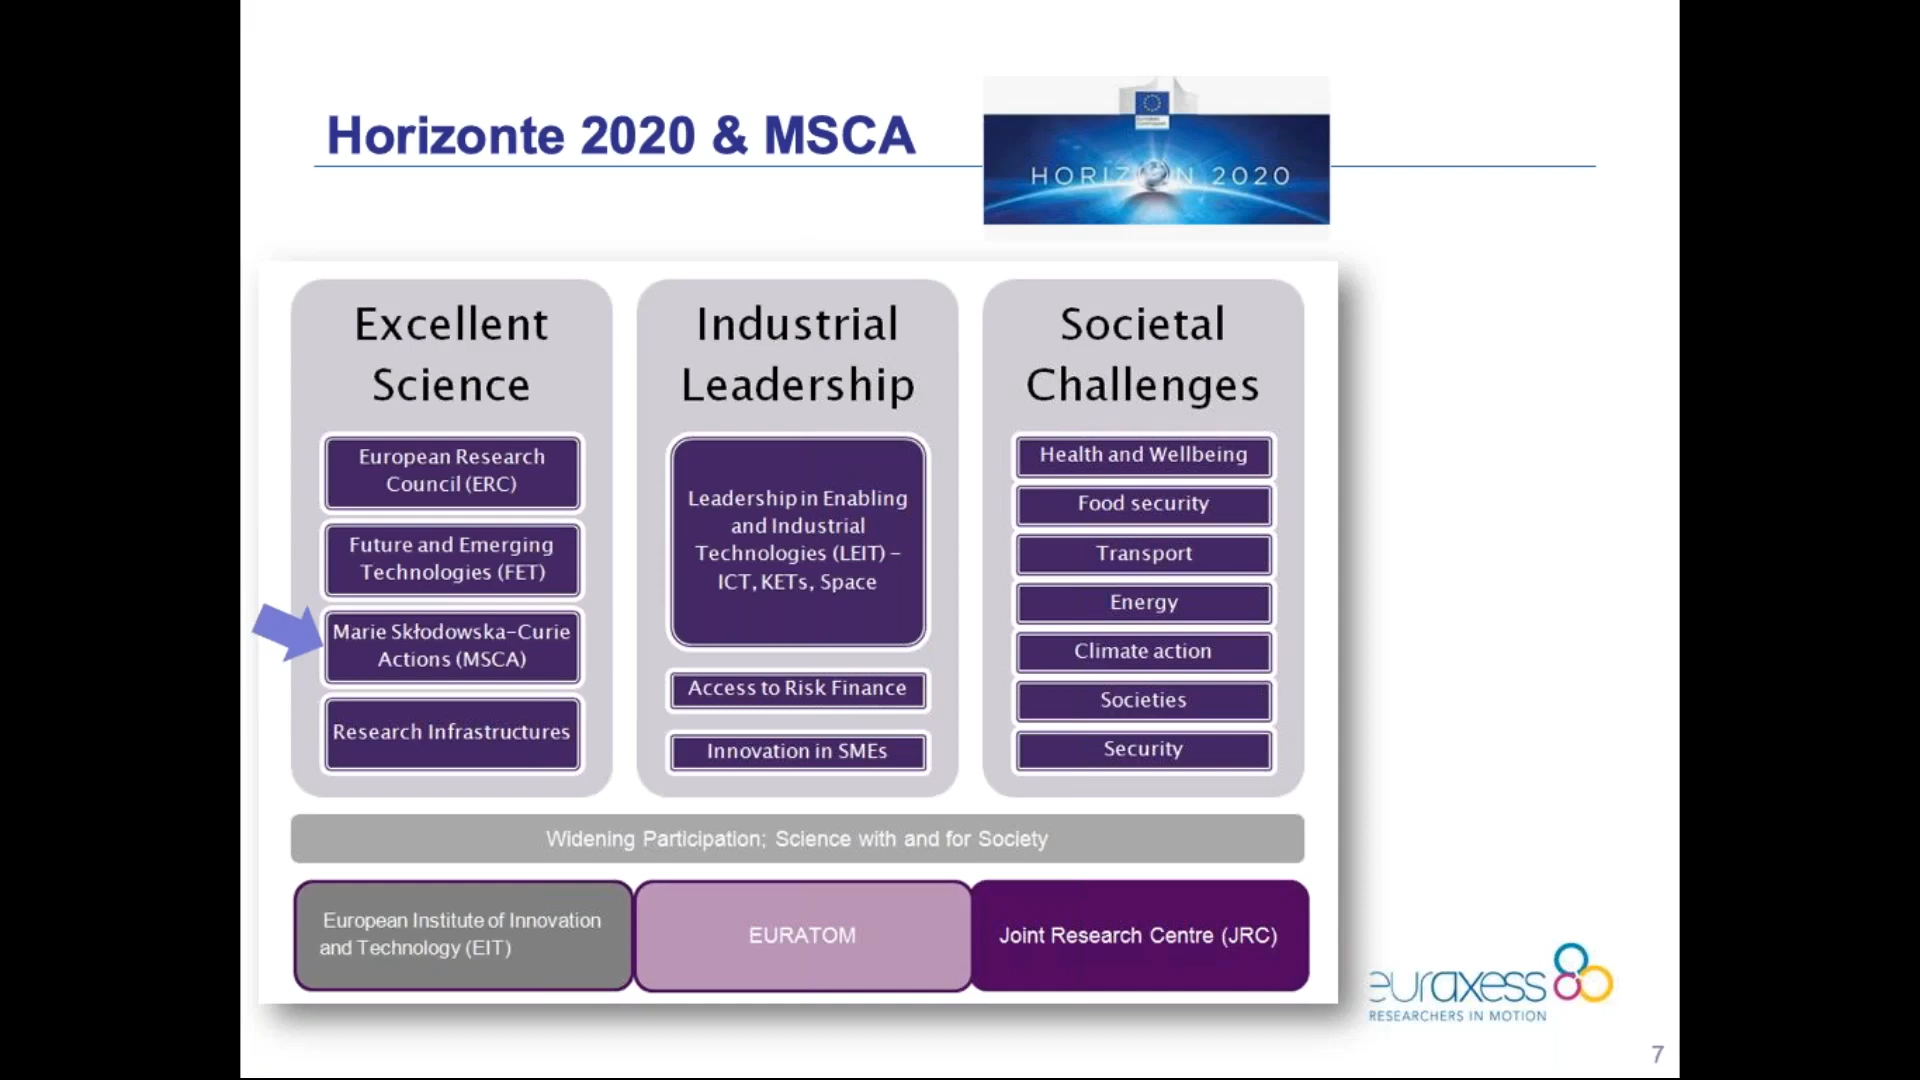 Horizonte 2020 & MSCA
European
Commission
HORIZON 2020
Excellent
Science
European Research
Council (ERC)
Future and Emerging
Technologies (FET)
Marie Skłodowska-Curie
Actions (MSCA)
Research Infrastructures
Industrial
Leadership
Leadership in Enabling
and Industrial
Technologies (LEIT) –
ICT, KETs, Space
Access to Risk Finance
Innovation in SMEs
Societal
Challenges
Health and Wellbeing
Food security
Transport
Energy
Climate action
Societies
Security
Widening Participation; Science with and for Society
European Institute of Innovation
and Technology (EIT)
EURATOM
Joint Research Centre (JRC)
euraxess
RESEARCHERS IN MOTION
7